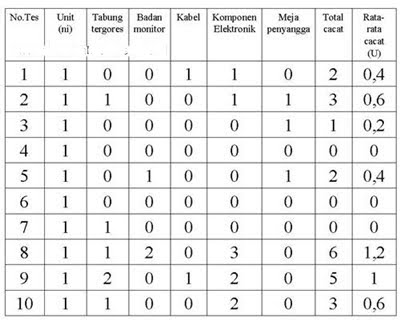 No.Tes Unit (ni) Tabung tergores Badan monitor Kabel Komponen Elektronik Meja penyangga Total cacat Rata-rata cacat (U)
1 1 0 0 1 1 0 2 0,4
2 1 1 0 0 1 1 3 0,6
3 1 0 0 0 0 1 1 0,2
4 1 0 0 0 0 0 0 0
5 1 0 1 0 0 1 2 0,4
6 1 0 0 0 0 0 0 0
7 1 1 0 0 0 0 0 0
8 1 1 2 0 3 0 6 1,2
9 1 2 0 1 2 0 5 1
10 1 1 0 0 2 0 3 0,6